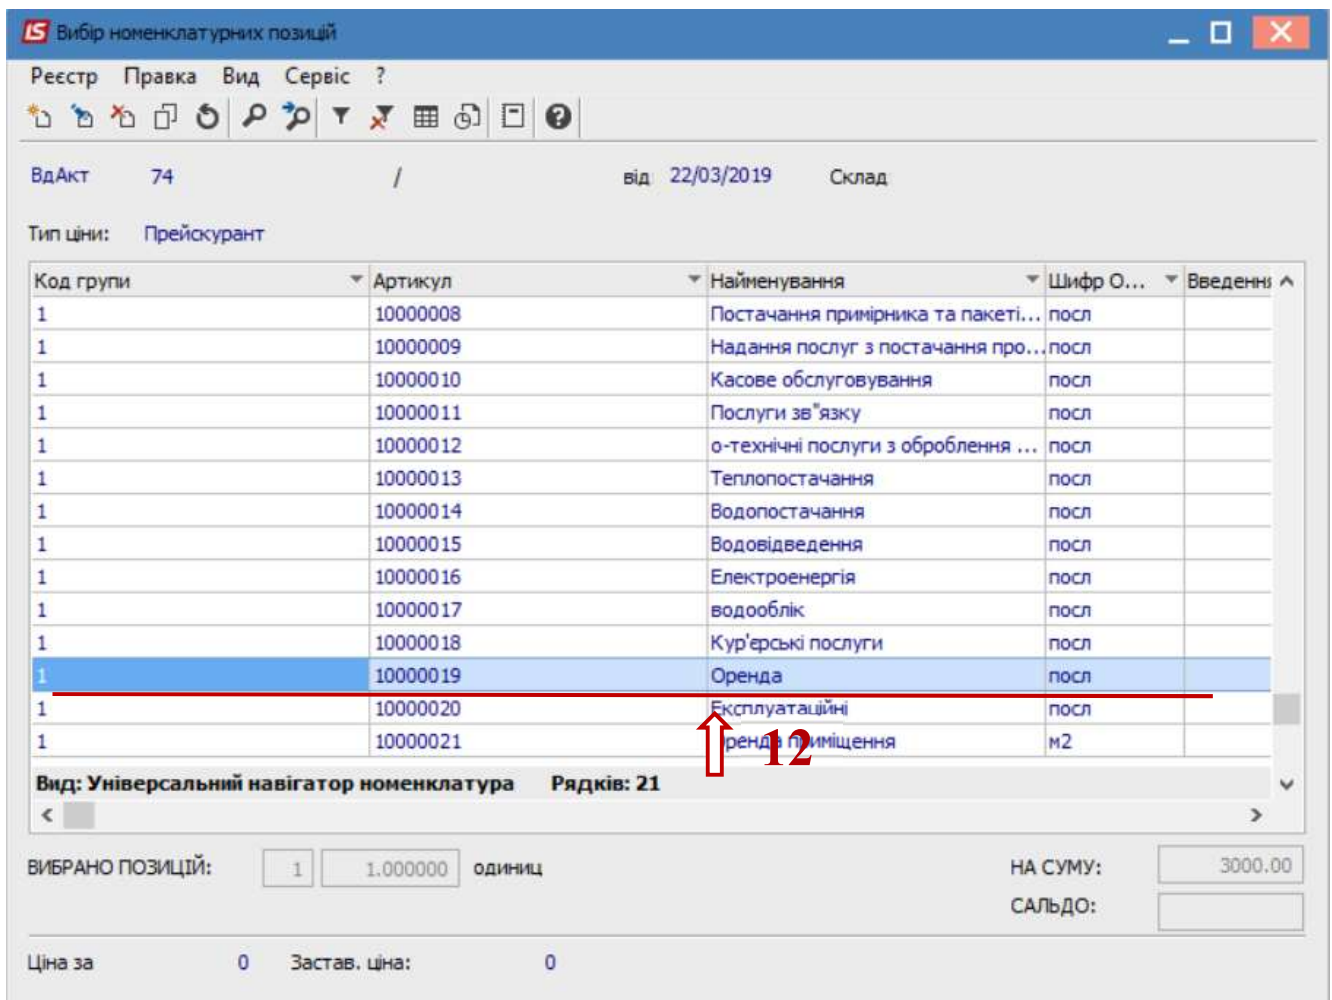 Вибір номенклатурних позицій
Реєстр Правка Вид Сервіс ?
ВдАкт 74 / від 22/03/2019 Склад
Тип ціни: Прейскурант
Код групи Артикул Найменування Шифр О... Введення
1 10000008 Постачання примірника та пакеті... посл
1 10000009 Надання послуг з постачання про... посл
1 10000010 Касове обслуговування посл
1 10000011 Послуги зв"язку посл
1 10000012 о-технічні послуги з оброблення ... посл
1 10000013 Теплопостачання посл
1 10000014 Водопостачання посл
1 10000015 Водовідведення посл
1 10000016 Електроенергія посл
1 10000017 водооблік посл
1 10000018 Кур'єрські послуги посл
1 10000019 Оренда посл
1 10000020 Експлуатаційні посл
1 10000021 Оренда приміщення м2
12
Вид: Універсальний навігатор номенклатура Рядків: 21
ВИБРАНО ПОЗИЦІЙ: 1 1.000000 одиниц НА СУМУ: 3000.00
САЛЬДО:
Ціна за 0 Застав. ціна: 0